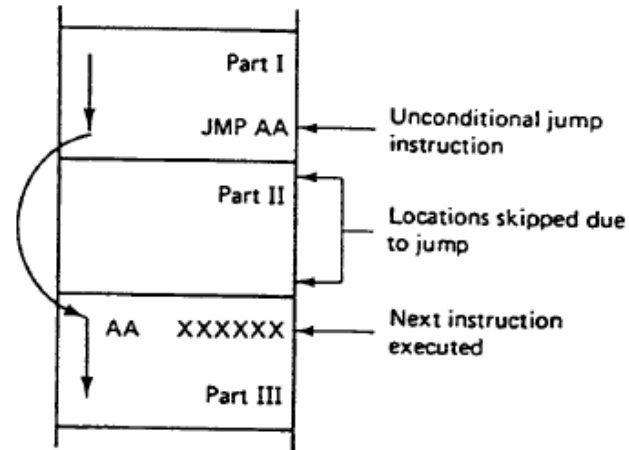 Part I
JMP AA
Unconditional jump
instruction
Part II
Locations skipped due
to jump
AA XXXXXX
Next instruction
executed
Part III